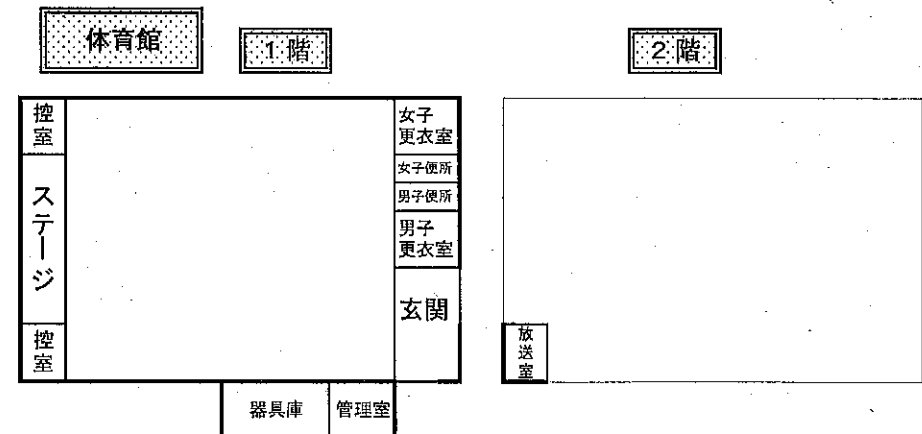 体育館
1階
2階
控室
ステージ
控室
女子
更衣室
女子便所
男子便所
男子
更衣室
玄関
器具庫
管理室
放送室